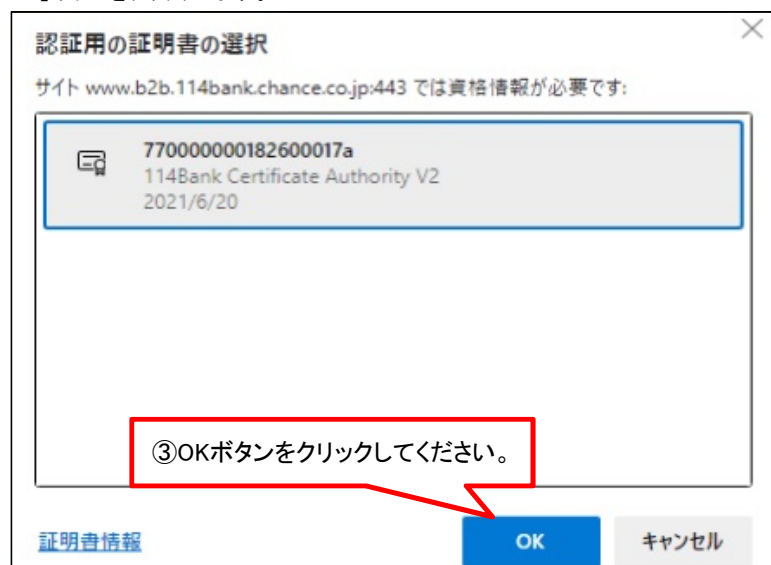 認証用の証明書の選択
サイト www.b2b.114bank.chance.co.jp:443 では資格情報が必要です:
770000000182600017a
114Bank Certificate Authority V2
2021/6/20
③OKボタンをクリックしてください。
証明書情報
OK
キャンセル